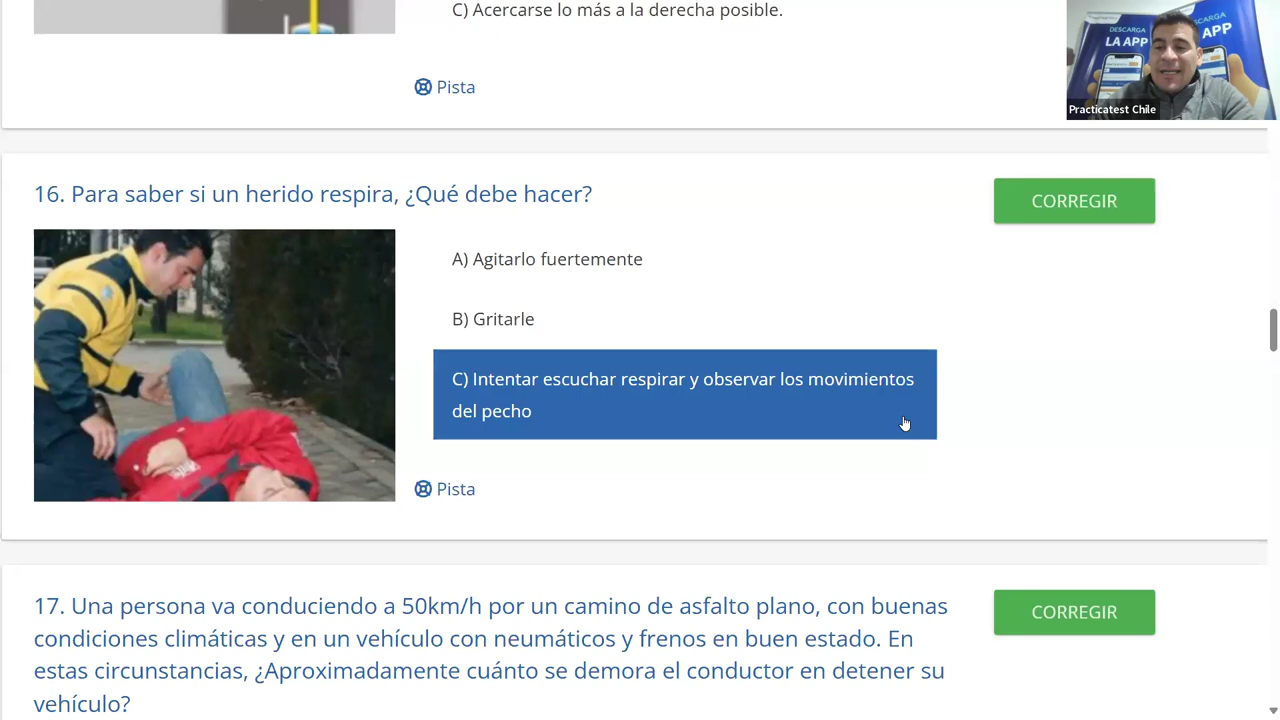 C) Acercarse lo más a la derecha posible.
DESCARGA
LA APP
DESCARGA
APP
Practicatest Chile
Pista
16. Para saber si un herido respira, ¿Qué debe hacer?
CORREGIR
A) Agitarlo fuertemente
B) Gritarle
C) Intentar escuchar respirar y observar los movimientos
del pecho
Pista
17. Una persona va conduciendo a 50km/h por un camino de asfalto plano, con buenas
condiciones climáticas y en un vehículo con neumáticos y frenos en buen estado. En
estas circunstancias, ¿Aproximadamente cuánto se demora el conductor en detener su
vehículo?
CORREGIR